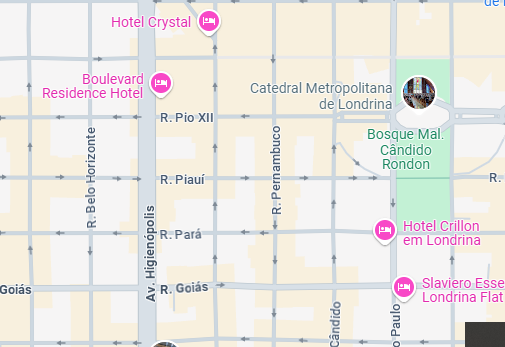 de
Hotel Crystal
Boulevard
Residence Hotel
Catedral Metropolitana
de Londrina
R. Pio XII
Bosque Mal.
Cândido
Rondon
R. Belo Horizonte
R. Pernambuco
R. Piauí
R.
Av. Higienópolis
R. Pará
Hotel Crillon
em Londrina
Goiás
R. Goiás
Slaviero Esse
Londrina Flat
Cândido
o Paulo